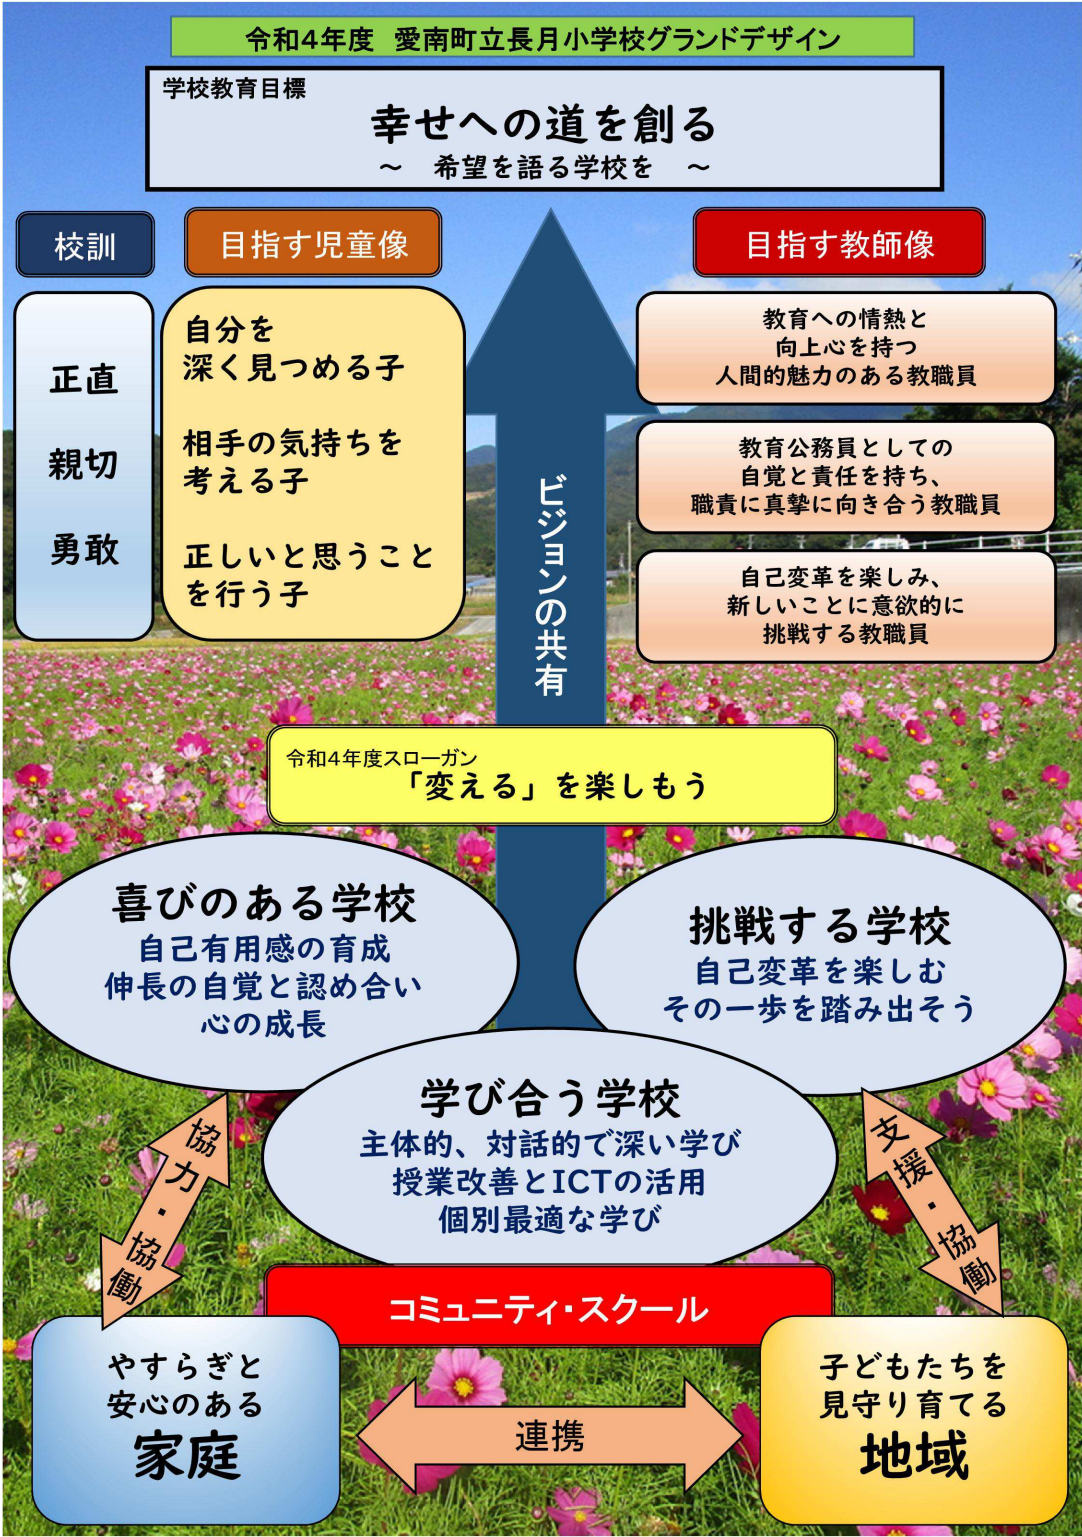 令和4年度 愛南町立長月小学校グランドデザイン
学校教育目標
幸せへの道を創る
～ 希望を語る学校を ～
校訓
正直
親切
勇敢
目指す児童像
自分を
深く見つめる子
相手の気持ちを
考える子
正しいと思うこと
を行う子
ビジョンの共有
目指す教師像
教育への情熱と
向上心を持つ
人間的魅力のある教職員
教育公務員としての
自覚と責任を持ち、
職責に真摯に向き合う教職員
自己変革を楽しみ、
新しいことに意欲的に
挑戦する教職員
令和4年度スローガン
「変える」を楽しもう
喜びのある学校
自己有用感の育成
伸長の自覚と認め合い
心の成長
挑戦する学校
自己変革を楽しむ
その一歩を踏み出そう
学び合う学校
主体的、対話的で深い学び
授業改善とICTの活用
個別最適な学び
協力・協働
支援・協働
コミュニティ・スクール
やすらぎと
安心のある
家庭
連携
子どもたちを
見守り育てる
地域